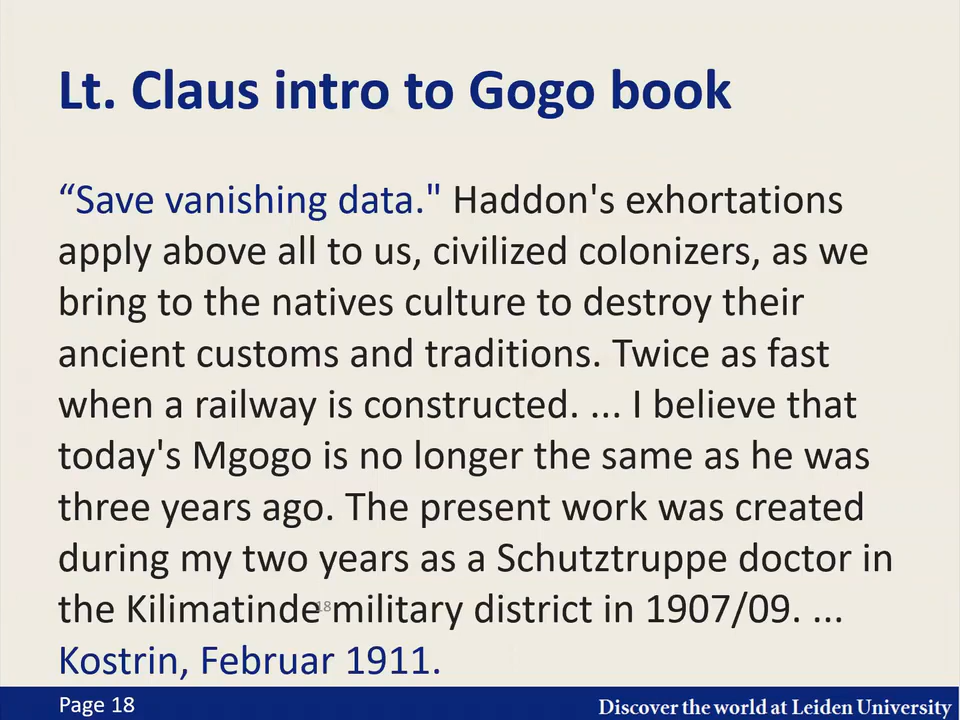 Lt. Claus intro to Gogo book
“Save vanishing data." Haddon's exhortations
apply above all to us, civilized colonizers, as we
bring to the natives culture to destroy their
ancient customs and traditions. Twice as fast
when a railway is constructed. ... I believe that
today's Mgogo is no longer the same as he was
three years ago. The present work was created
during my two years as a Schutztruppe doctor in
the Kilimatinde military district in 1907/09. ...
18
Kostrin, Februar 1911.
Page 18
Discover the world at Leiden University